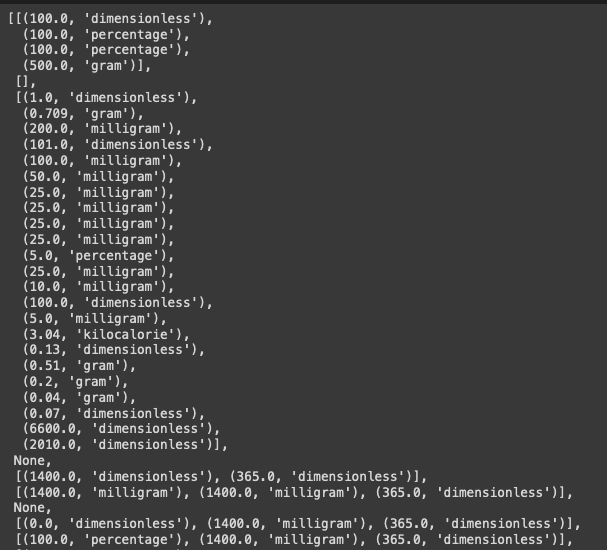 [[(100.0, 'dimensionless'),
(100.0, 'percentage'),
(100.0, 'percentage'),
(500.0, 'gram')],
[],
[(1.0, 'dimensionless'),
(0.709, 'gram'),
(200.0, 'milligram'),
(101.0, 'dimensionless'),
(100.0, 'milligram'),
(50.0, 'milligram'),
(25.0, 'milligram'),
(25.0, 'milligram'),
(25.0, 'milligram'),
(25.0, 'milligram'),
(5.0, 'percentage'),
(25.0, 'milligram'),
(10.0, 'milligram'),
(100.0, 'dimensionless'),
(5.0, 'milligram'),
(3.04, 'kilocalorie'),
(0.13, 'dimensionless'),
(0.51, 'gram'),
(0.2, 'gram'),
(0.04, 'gram'),
(0.07, 'dimensionless'),
(6600.0, 'dimensionless'),
(2010.0, 'dimensionless')],
None,
[(1400.0, 'dimensionless'), (365.0, 'dimensionless')],
[(1400.0, 'milligram'), (1400.0, 'milligram'), (365.0, 'dimensionless')],
None,
[(0.0, 'dimensionless'), (1400.0, 'milligram'), (365.0, 'dimensionless')],
[(100.0, 'percentage'), (1400.0, 'milligram'), (365.0, 'dimensionless')],